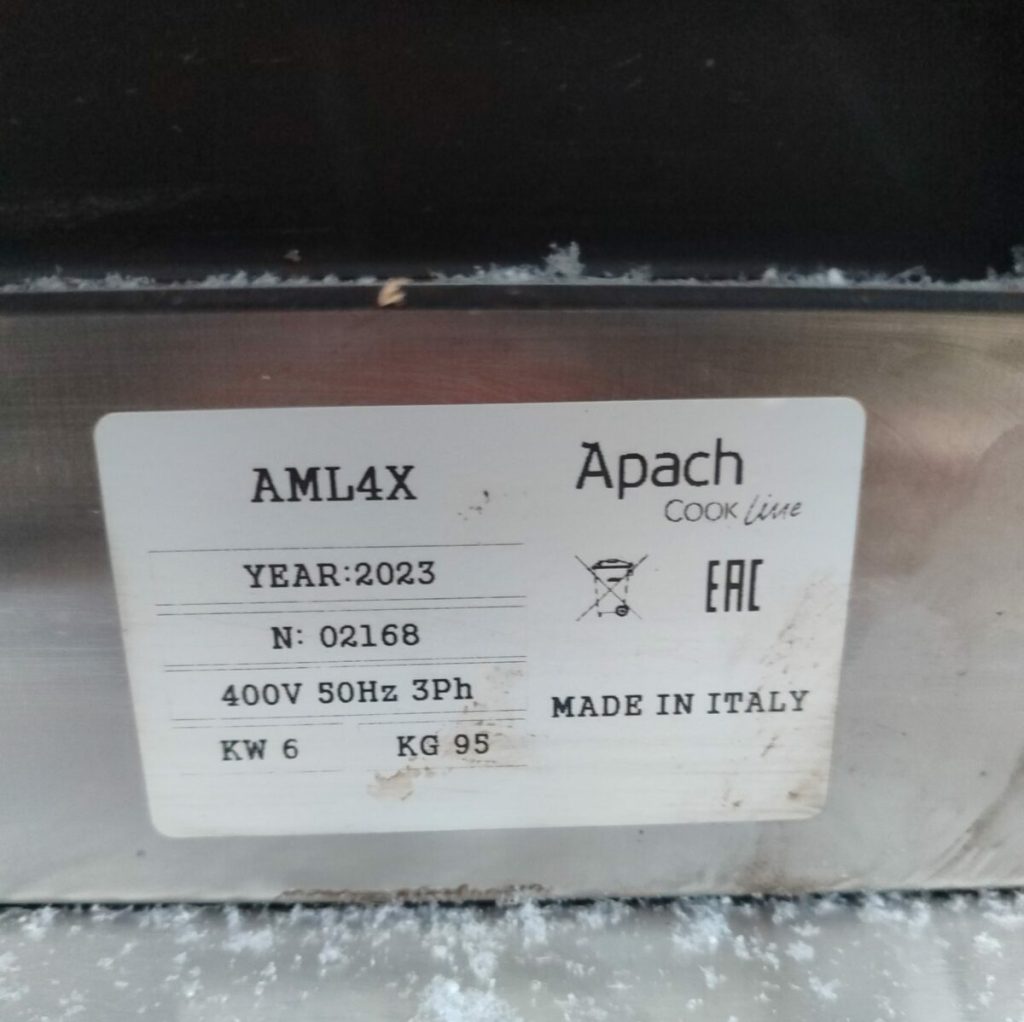 AML4X
YEAR:2023
N: 02168
400V 50Hz 3Ph
KW 6 KG 95
Apach
COOK Line
EAC
MADE IN ITALY